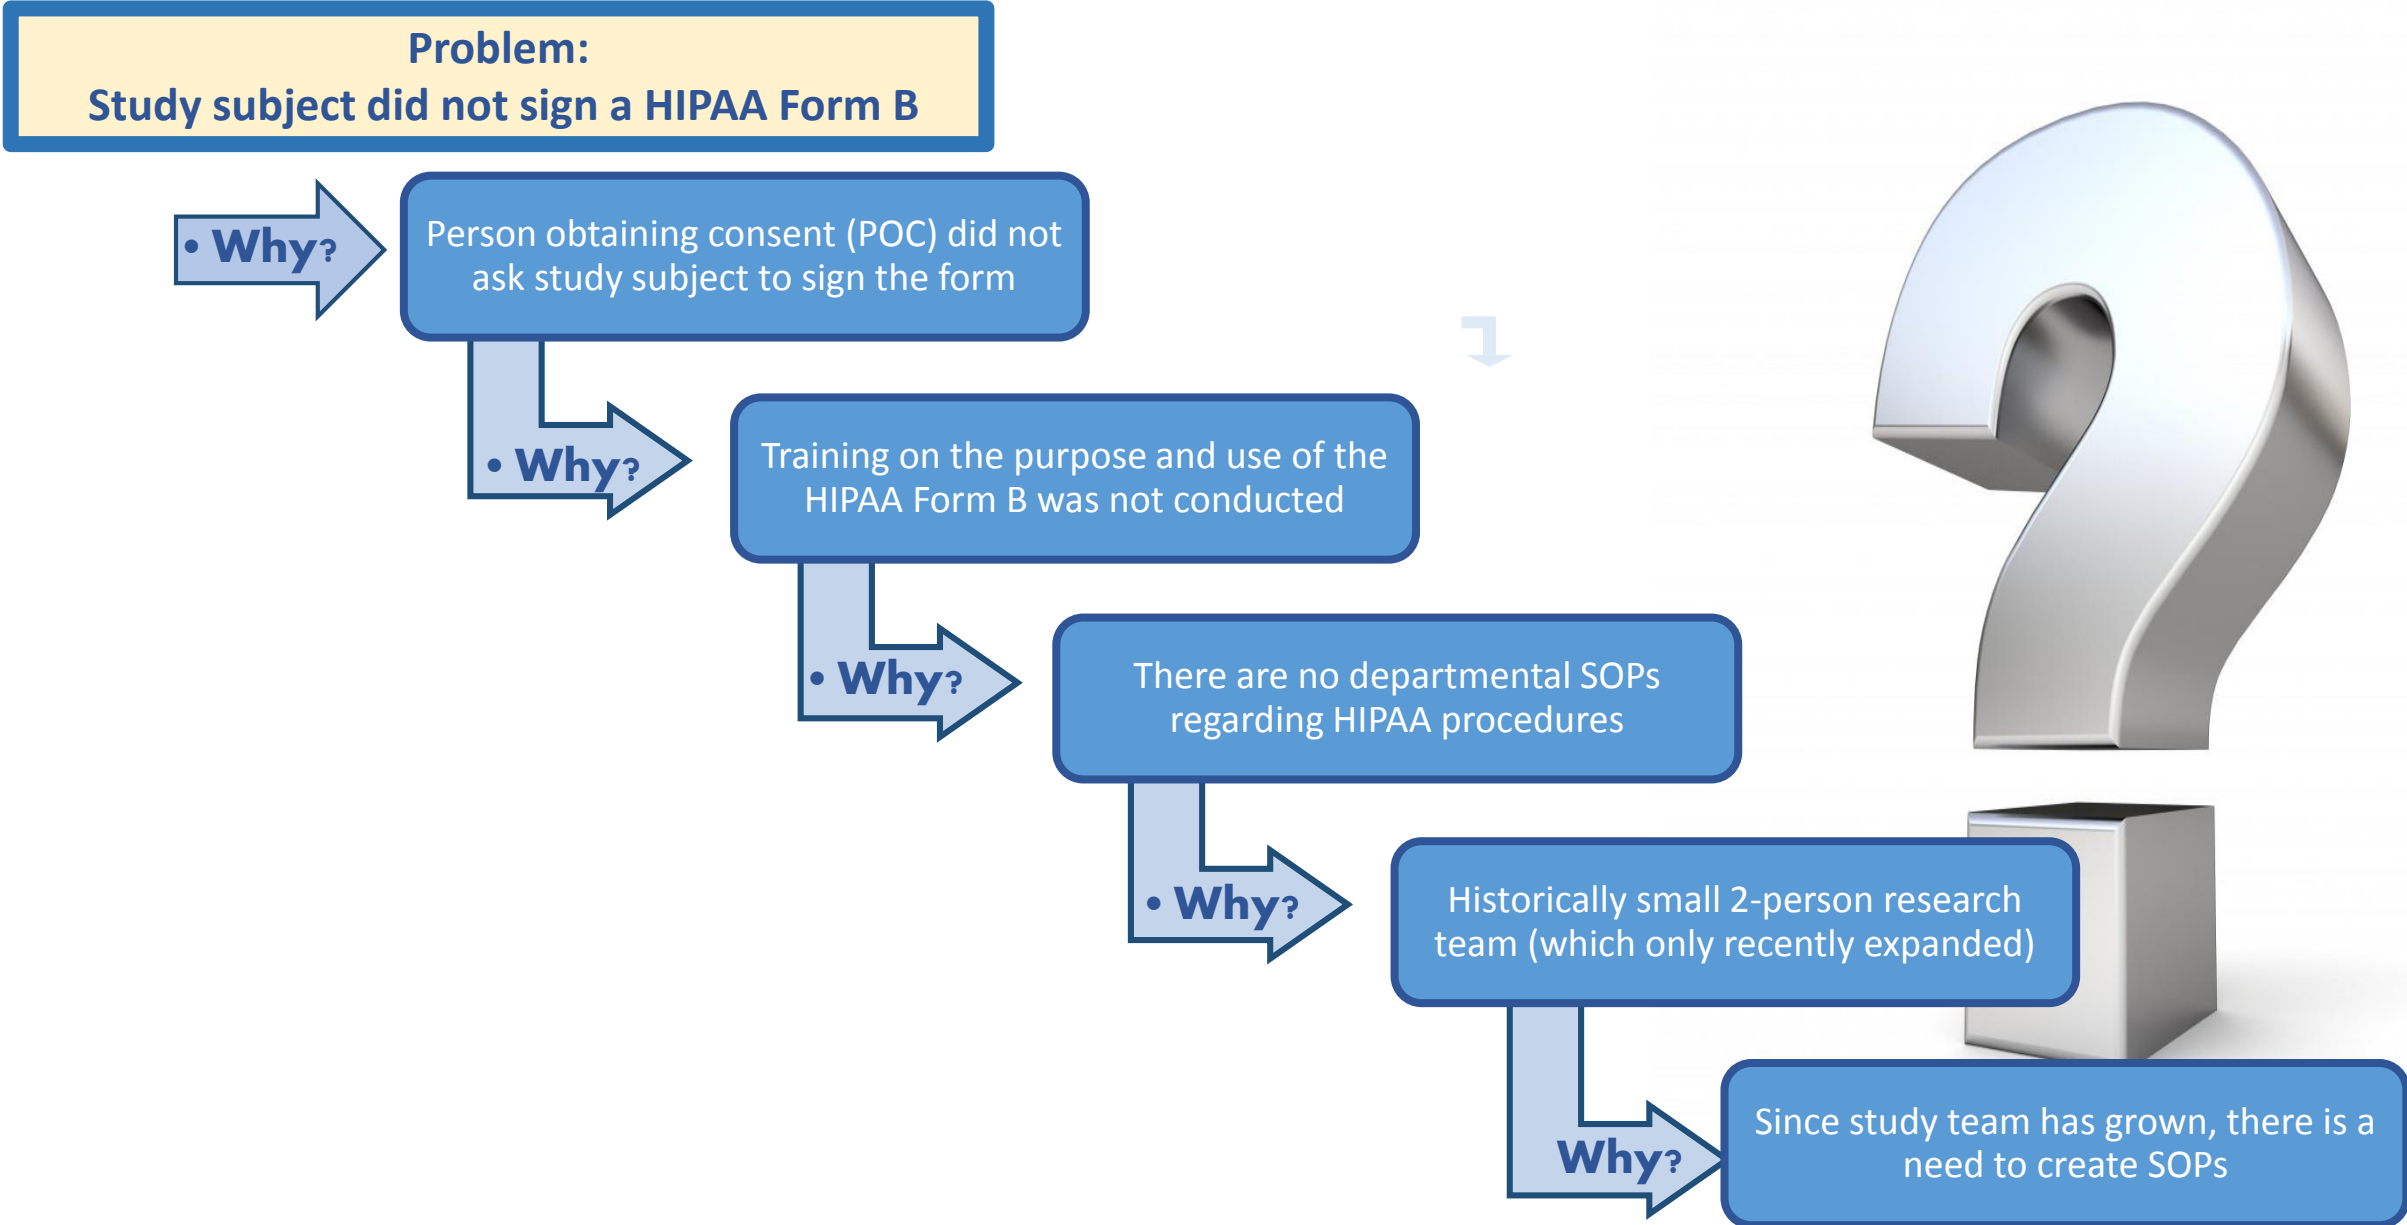 Problem:
Study subject did not sign a HIPAA Form B
• Why?
Person obtaining consent (POC) did not
ask study subject to sign the form
• Why?
Training on the purpose and use of the
HIPAA Form B was not conducted
• Why?
There are no departmental SOPs
regarding HIPAA procedures
• Why?
Historically small 2-person research
team (which only recently expanded)
Why?
Since study team has grown, there is a
need to create SOPs